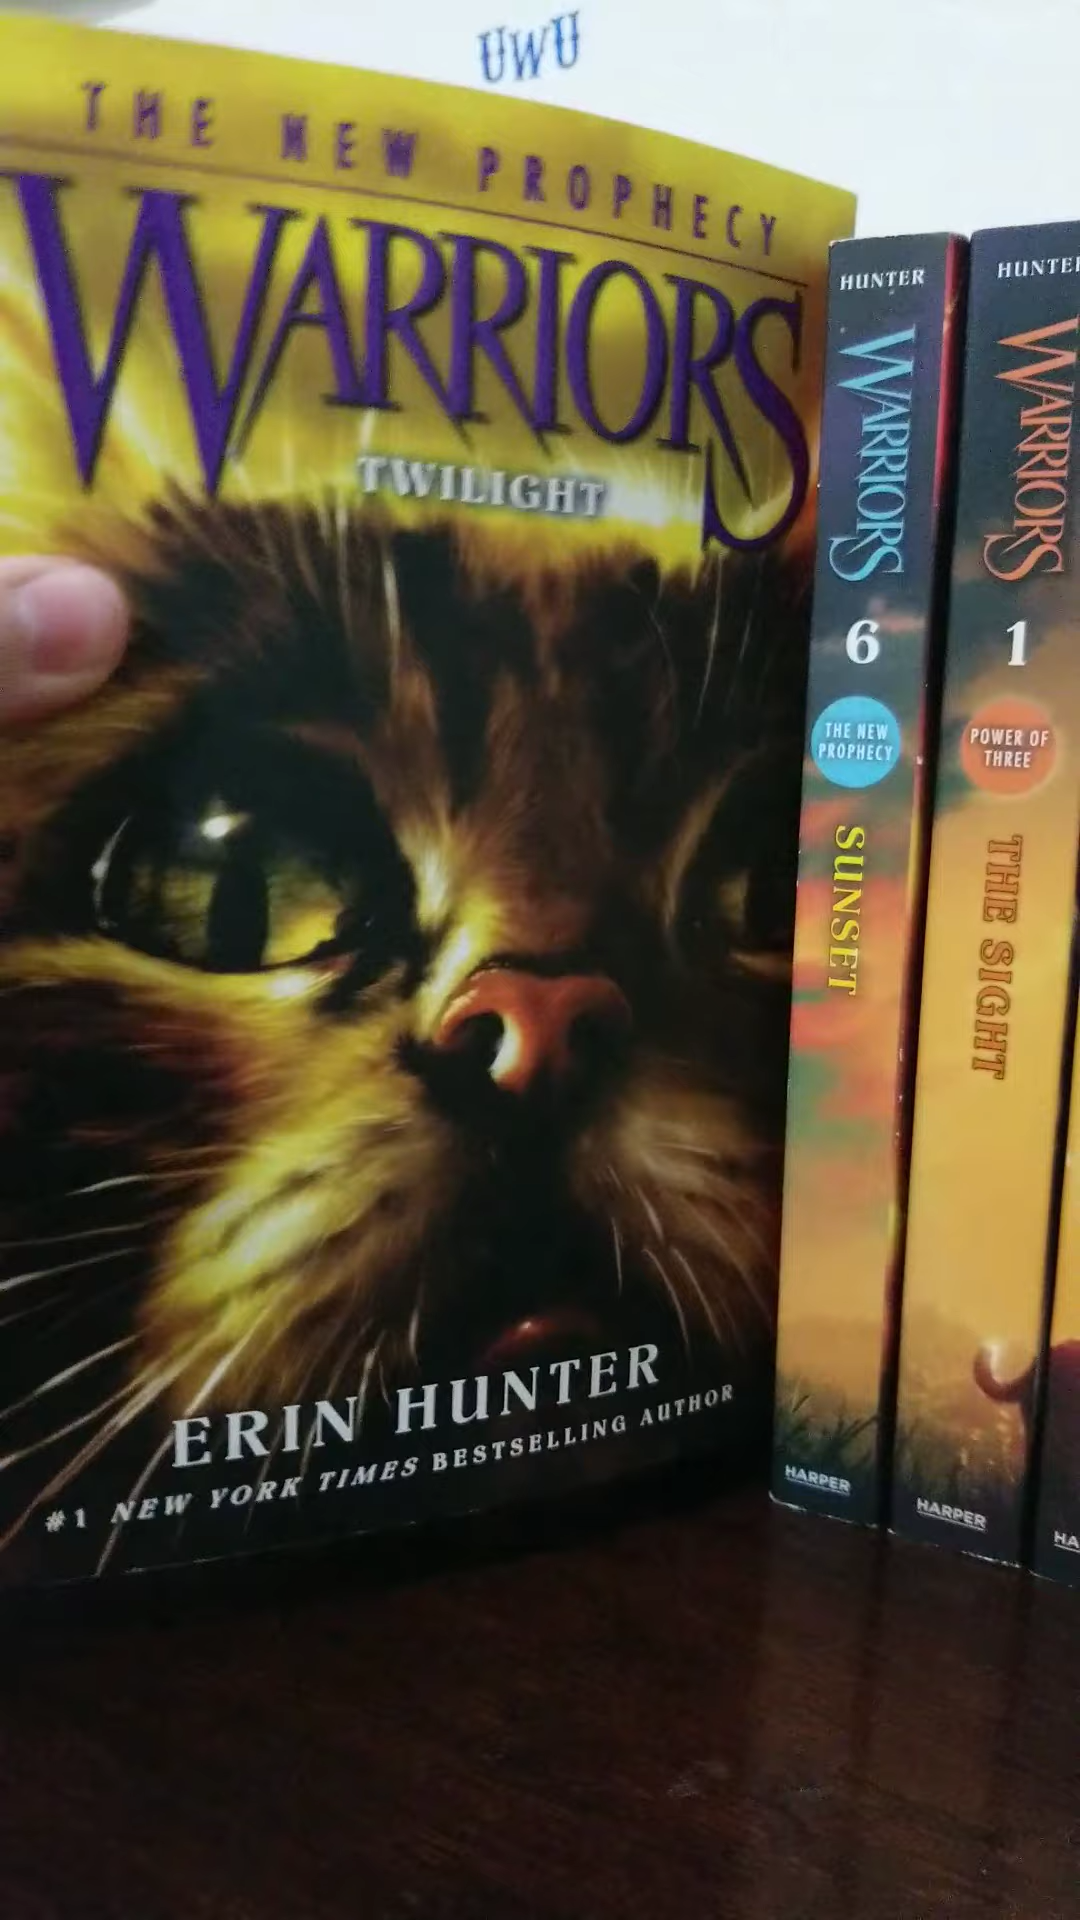 UWU
THE NEW PROPHECY
WARRIORS
TWILIGHT
ERIN HUNTER
#1 NEW YORK TIMES BESTSELLING AUTHOR
HUNTER
WARRIORS
6
THE NEW
PROPHECY
SUNSET
HARPER
HUNTER
WARRIORS
1
POWER OF
THREE
THE SIGHT
HARPER
HA